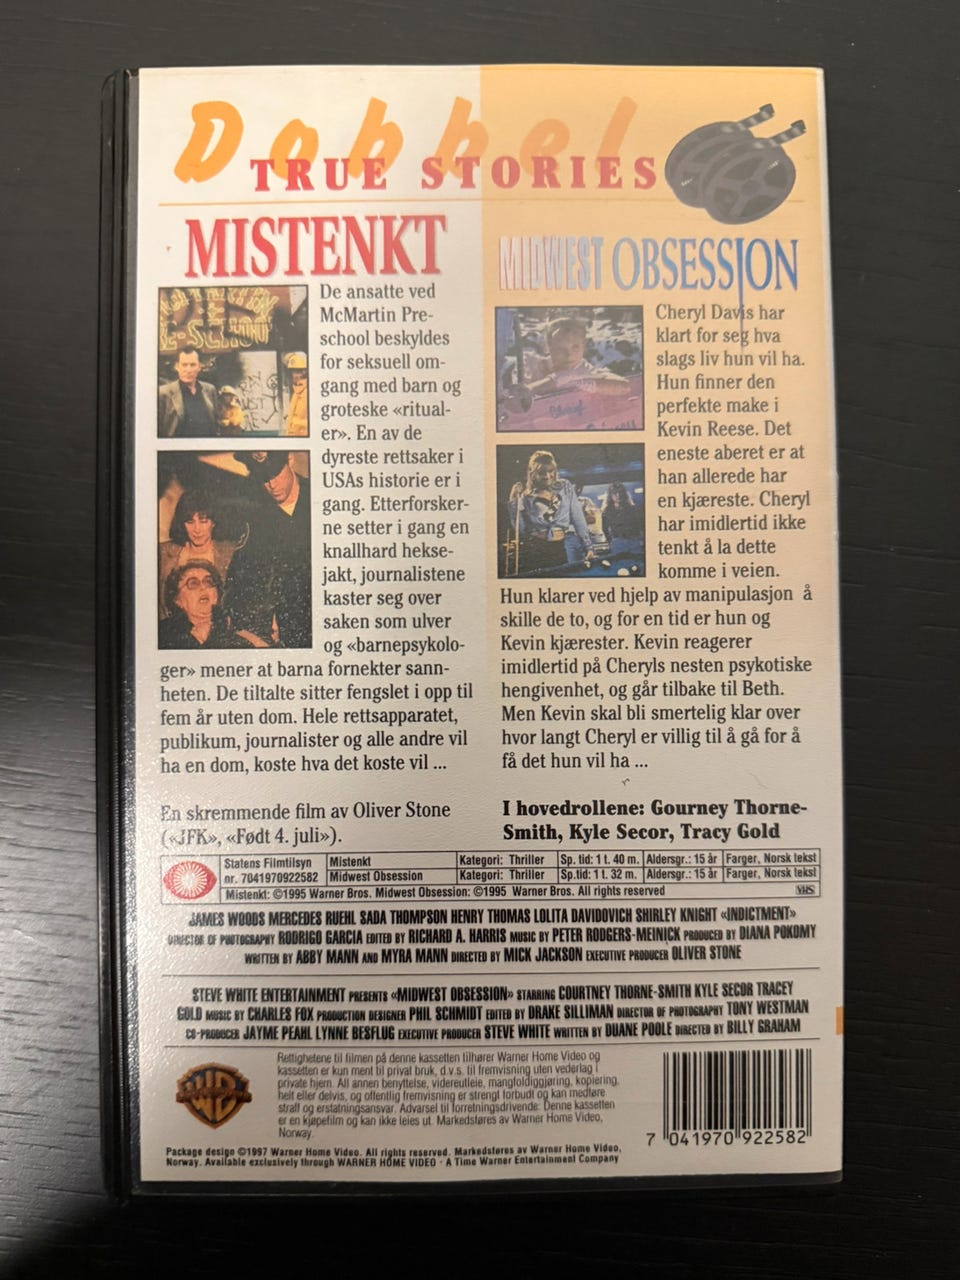 Dobbel
TRUE STORIES
MISTENKT
De ansatte ved
McMartin Pre-
school beskyldes
for seksuell om-
gang med barn og
groteske «ritual-
er». En av de
dyreste rettsaker i
USAs historie er i
gang. Etterforsker-
ne setter i gang en
knallhard hekse-
jakt, journalistene
kaster seg over
saken som ulver
og «barnepsykolo-
ger» mener at barna fornekter sann-
heten. De tiltalte sitter fengslet i opp til
fem år uten dom. Hele rettsapparatet,
publikum, journalister og alle andre vil
ha en dom, koste hva det koste vil ...
En skremmende film av Oliver Stone
(«JFK», «Født 4. juli»).
MIDWEST OBSESSION
Cheryl Davis har
klart for seg hva
slags liv hun vil ha.
Hun finner den
perfekte make i
Kevin Reese. Det
eneste aberet er at
han allerede har
en kjæreste. Cheryl
har imidlertid ikke
tenkt å la dette
komme i veien.
Hun klarer ved hjelp av manipulasjon å
skille de to, og for en tid er hun og
Kevin kjærester. Kevin reagerer
imidlertid på Cheryls nesten psykotiske
hengivenhet, og går tilbake til Beth.
Men Kevin skal bli smertelig klar over
hvor langt Cheryl er villig til å gå for å
få det hun vil ha ...
I hovedrollene: Gourney Thorne-
Smith, Kyle Secor, Tracy Gold
Statens Filmtilsyn Mistenkt Kategori: Thriller Sp. tid: 1 t. 40 m. Aldersgr.: 15 år Farger, Norsk tekst
nr. 7041970922582 Midwest Obsession Kategori: Thriller Sp.tid: 1 t. 32 m. Aldersgr.: 15 år Farger, Norsk tekst
Mistenkt: ©1995 Warner Bros. Midwest Obsession: ©1995 Warner Bros. All rights reserved VHS
JAMES WOODS MERCEDES RUEHL SADA THOMPSON HENRY THOMAS LOLITA DAVIDOVICH SHIRLEY KNIGHT «INDICTMENT»
DIRECTOR OF PHOTOGRAPHY RODRIGO GARCIA EDITED BY RICHARD A. HARRIS MUSIC BY PETER RODGERS-MEINICK PRODUCED BY DIANA POKOMY
WRITTEN BY ABBY MANN AND MYRA MANN DIRECTED BY MICK JACKSON EXECUTIVE PRODUCER OLIVER STONE
STEVE WHITE ENTERTAINMENT PRESENTS «MIDWEST OBSESSION» STARRING COURTNEY THORNE-SMITH KYLE SECOR TRACEY
GOLD MUSIC BY CHARLES FOX PRODUCTION DESIGNER PHIL SCHMIDT EDITED BY DRAKE SILLIMAN DIRECTOR OF PHOTOGRAPHY TONY WESTMAN
CO-PRODUCER JAYME PEAHL LYNNE BESFLUG EXECUTIVE PRODUCER STEVE WHITE WRITTEN BY DUANE POOLE DIRECTED BY BILLY GRAHAM
Rettighetene til filmen på denne kassetten tilhører Warner Home Video og
kassetten er kun ment til privat bruk, d.v.s. til fremvisning uten vederlag i
private hjem. All annen benyttelse, videreutleie, mangfoldiggjøring, kopiering,
helt eller delvis, og offentlig fremvisning er strengt forbudt og kan medføre
straff og erstatningsansvar. Advarsel til forretningsdrivende: Denne kassetten
er en kjøpefilm og kan ikke leies ut. Markedsføres av Warner Home Video,
Norway.
7 041970 922582
Package design ©1997 Warner Home Video. All rights reserved. Markedsføres av Warner Home Video,
Norway. Available exclusively through WARNER HOME VIDEO · A Time Warner Entertainment Company